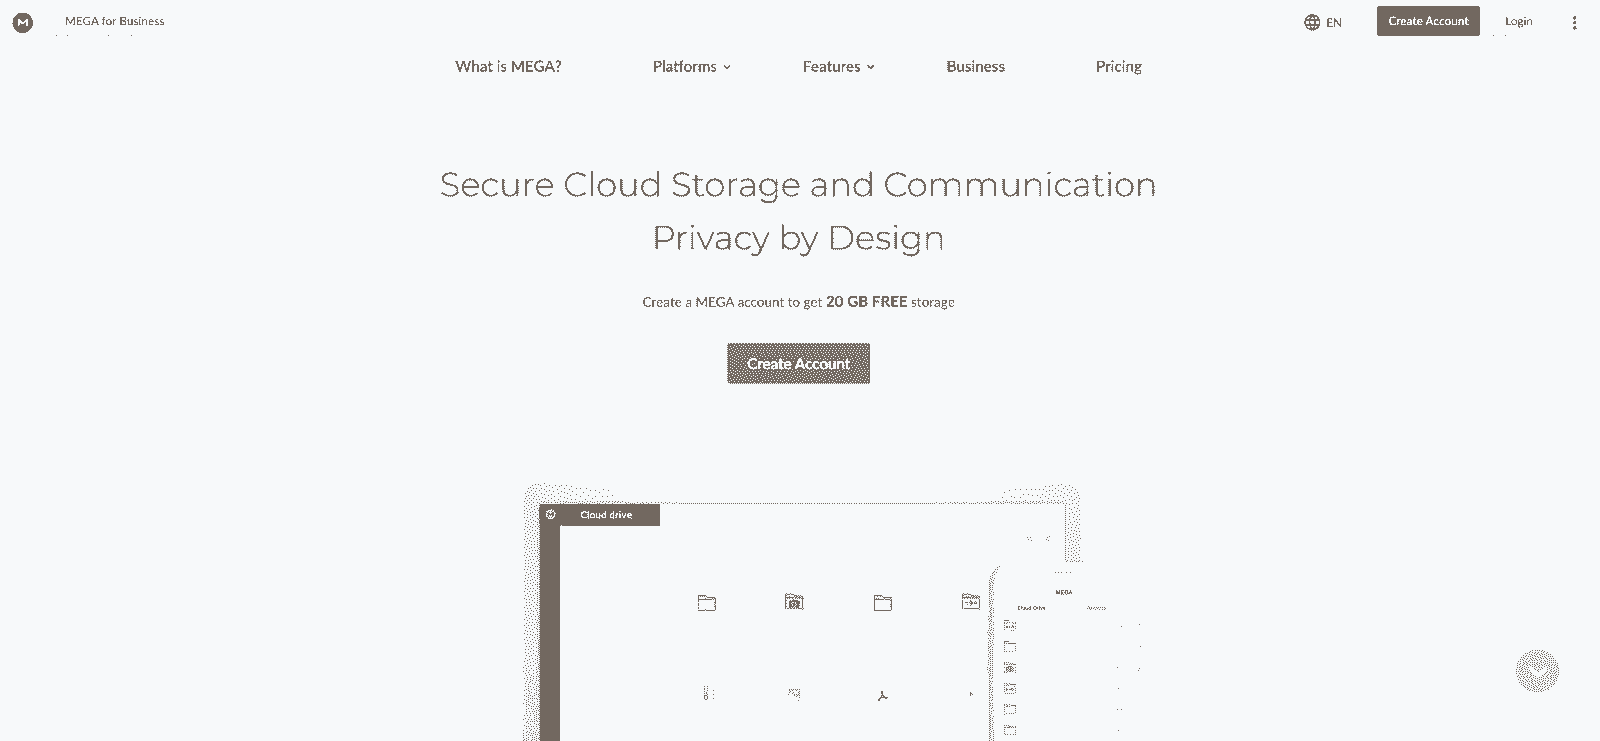 M
MEGA for Business
EN
Create Account
Login
What is MEGA?
Platforms
Features
Business
Pricing
Secure Cloud Storage and Communication
Privacy by Design
Create a MEGA account to get 20 GB FREE storage
Create Account
Cloud drive
MEGA
Cloud Drive